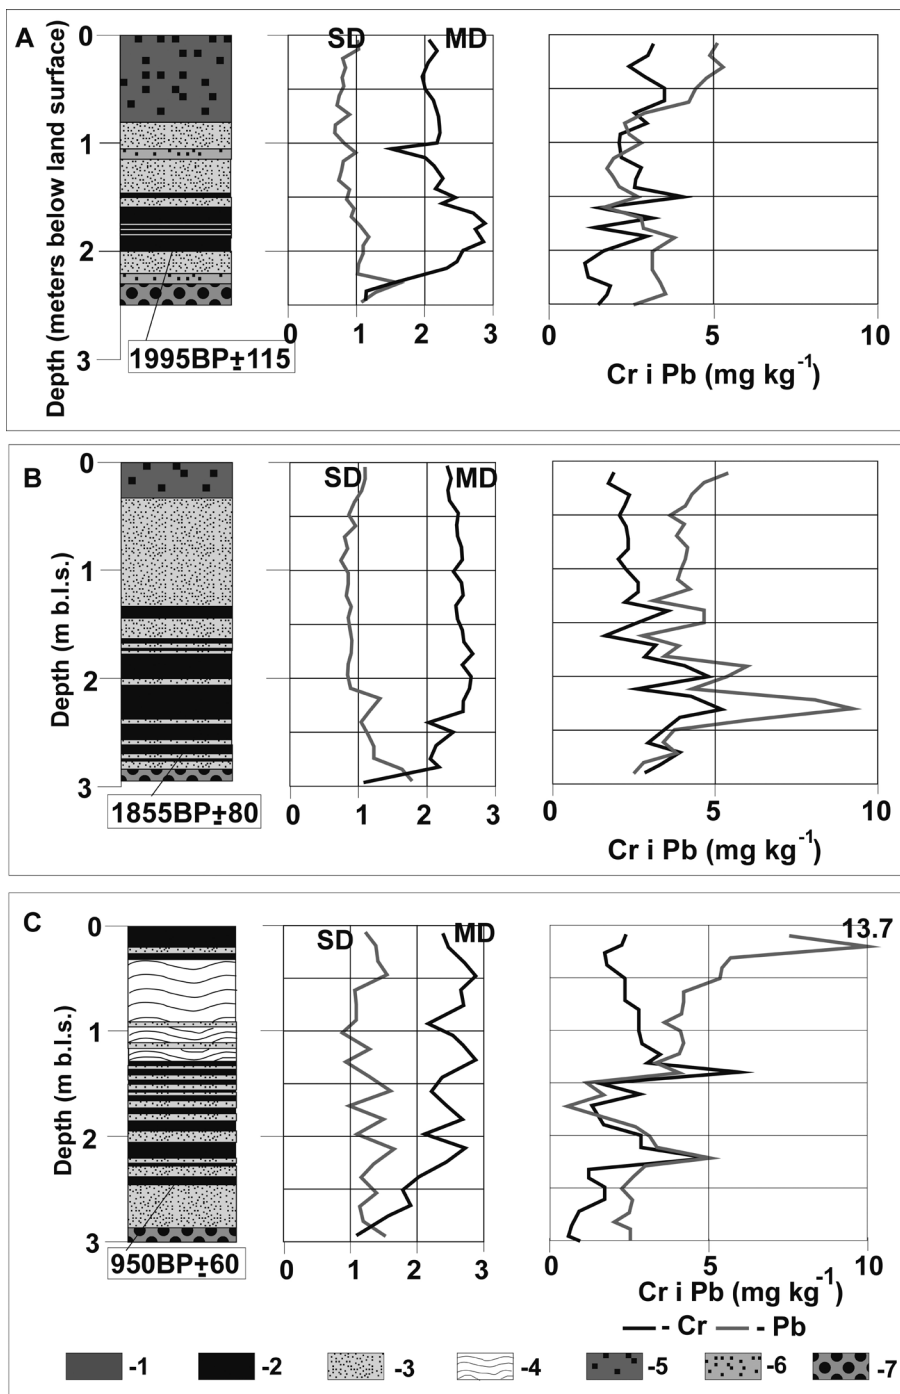 A
Depth (meters below land surface)
0
1
2
3
1995BP±115
SD MD
0 1 2 3
0 5 10
Cr i Pb (mg kg-1)
B
Depth (m b.l.s.)
0
1
2
3
1855BP±80
SD MD
0 1 2 3
0 5 10
Cr i Pb (mg kg-1)
C
Depth (m b.l.s.)
0
1
2
3
950BP±60
SD MD
0 1 2 3
13.7
0 5 10
Cr i Pb (mg kg-1)
- Cr - Pb
-1 -2 -3 -4 -5 -6 -7